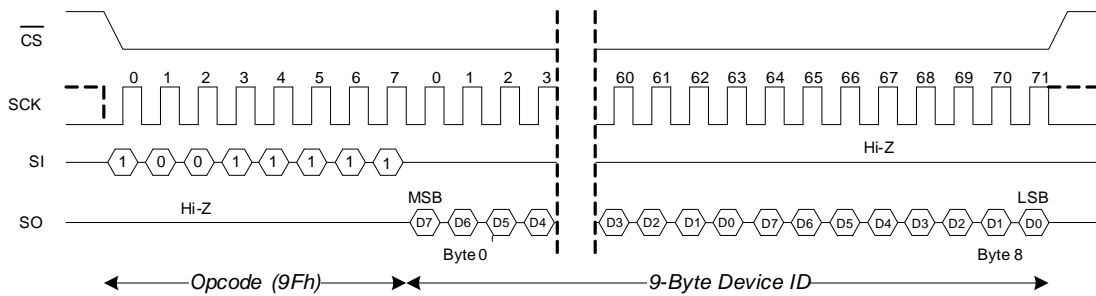 CS
0 1 2 3 4 5 6 7 0 1 2 3 60 61 62 63 64 65 66 67 68 69 70 71
SCK
Hi-Z
SI 1 0 0 1 1 1 1 1
Hi-Z MSB LSB
SO D7 D6 D5 D4 D3 D2 D1 D0 D7 D6 D5 D4 D3 D2 D1 D0
Byte 0 Byte 8
Opcode (9Fh) 9-Byte Device ID